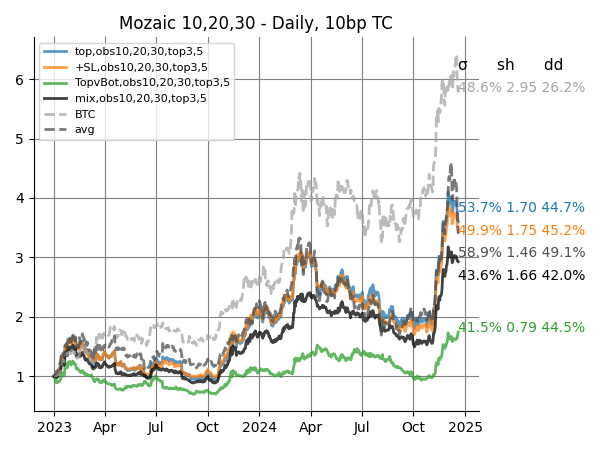 Mozaic 10,20,30 - Daily, 10bp TC
top,obs10,20,30,top3,5
+SL,obs10,20,30,top3,5
TopvBot,obs10,20,30,top3,5
mix,obs10,20,30,top3,5
BTC
avg
σ sh dd
48.6% 2.95 26.2%
53.7% 1.70 44.7%
49.9% 1.75 45.2%
58.9% 1.46 49.1%
43.6% 1.66 42.0%
41.5% 0.79 44.5%
6
5
4
3
2
1
2023 Apr Jul Oct 2024 Apr Jul Oct 2025